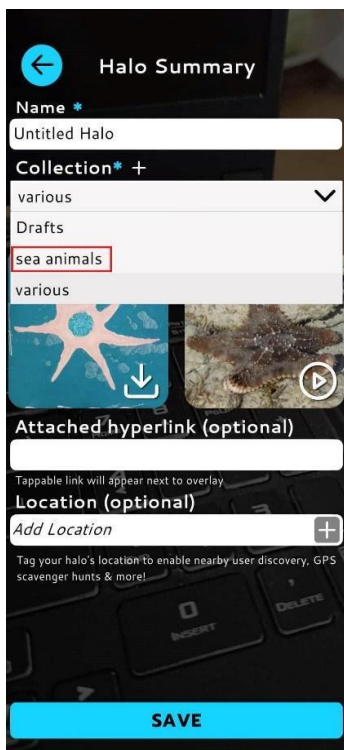 Halo Summary
Name *
Untitled Halo
Collection* +
various
Drafts
sea animals
various
Attached hyperlink (optional)
Tappable link will appear next to overlay
Location (optional)
Add Location
Tag your halo's location to enable nearby user discovery, GPS
scavenger hunts & more!
0
INSERT
DELETE
SAVE